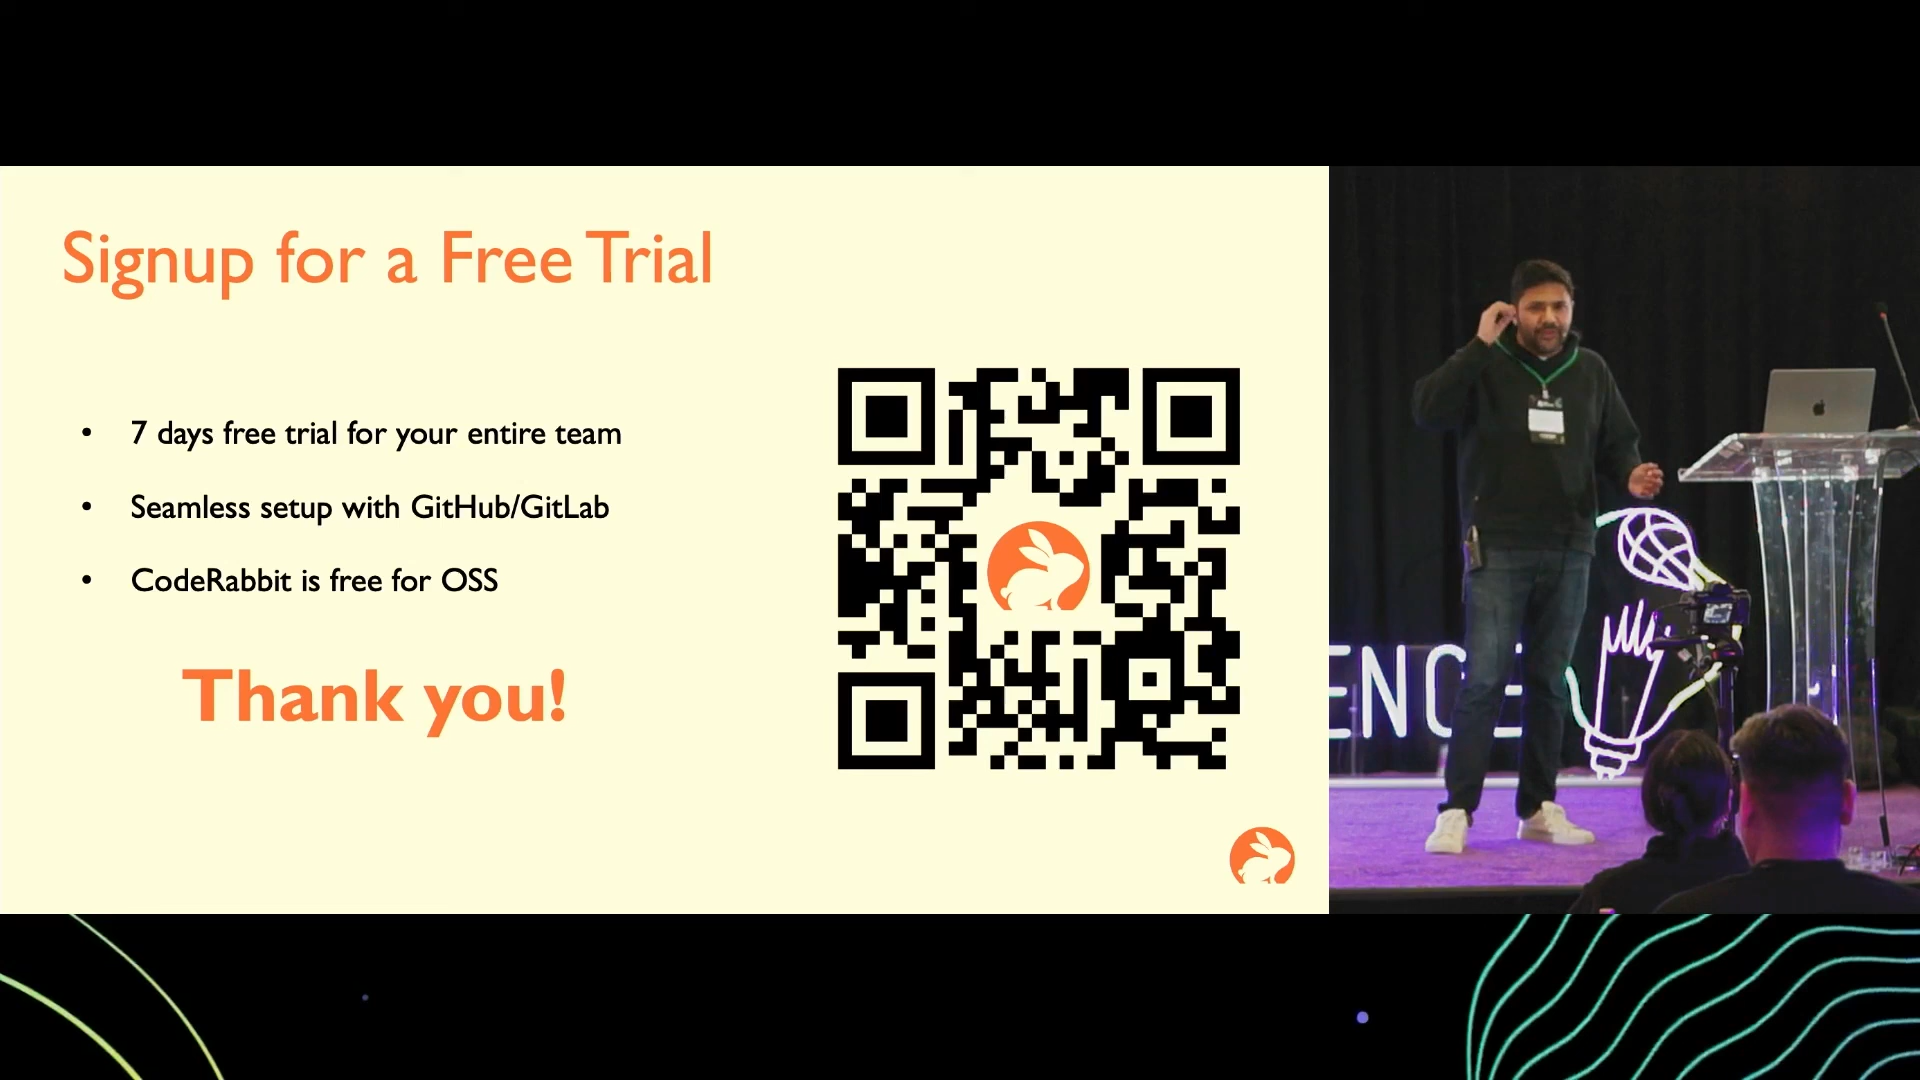 Signup for a Free Trial
• 7 days free trial for your entire team
• Seamless setup with GitHub/GitLab
• CodeRabbit is free for OSS
Thank you!
ENCE